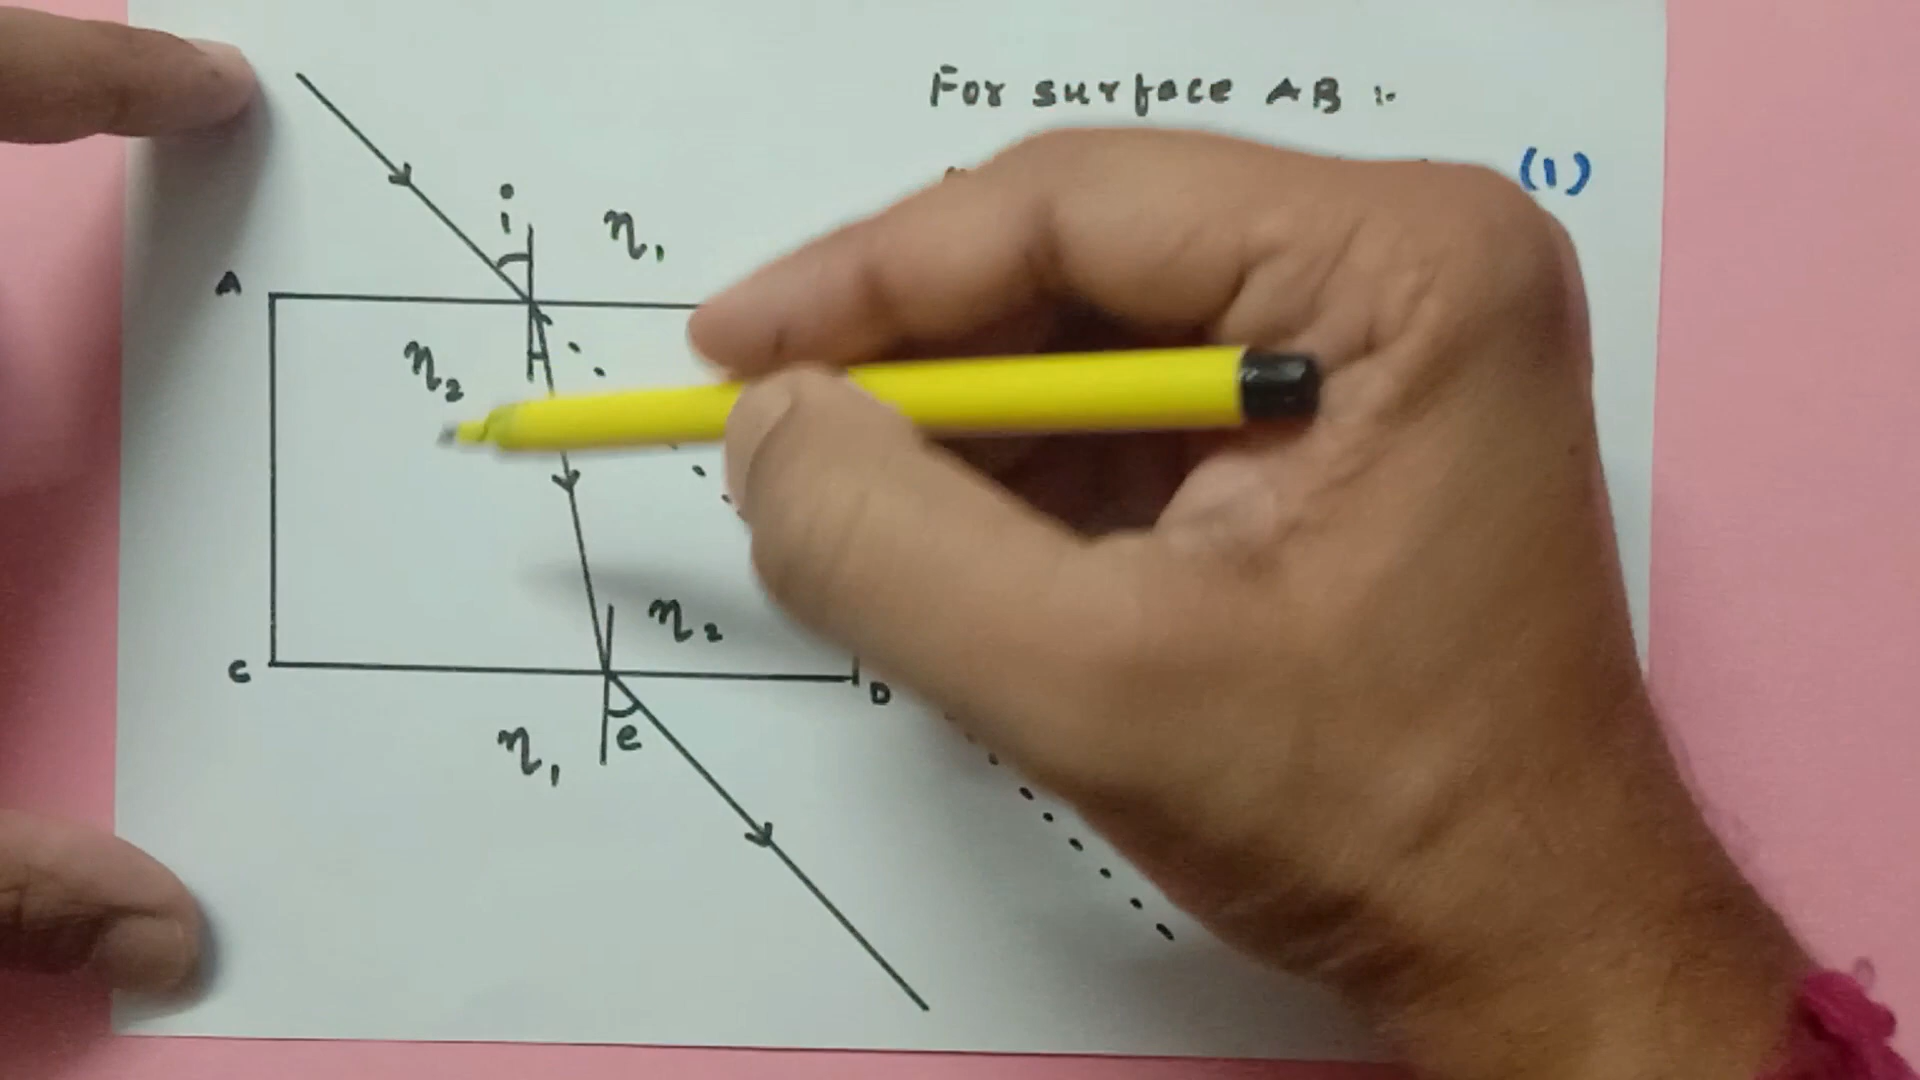 For surface AB :-
(1)
i
η₁
A
η₂
η₂
C
D
η₁
e